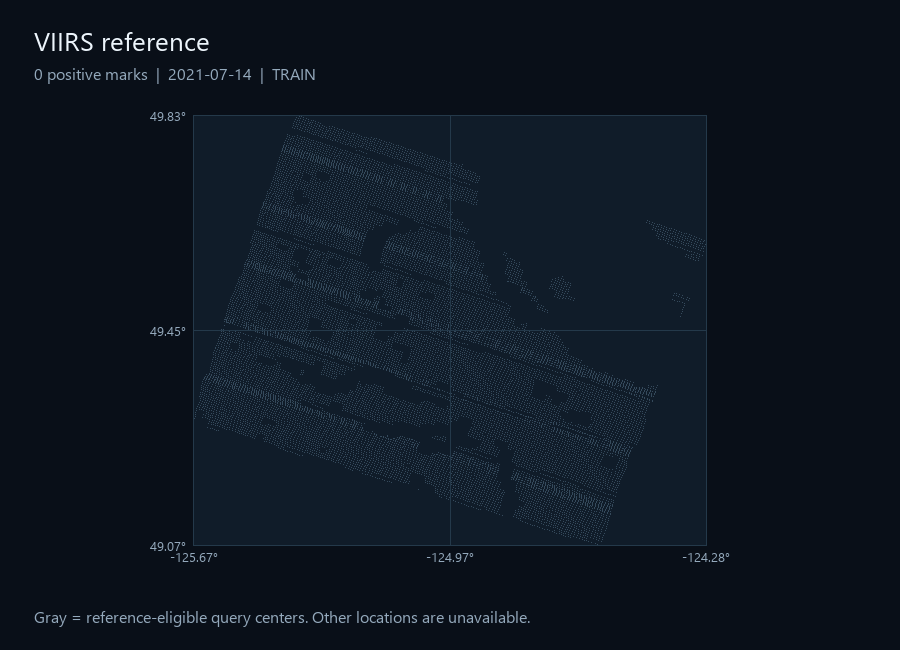 VIIRS reference
0 positive marks | 2021-07-14 | TRAIN
49.83°
49.45°
49.07°
-125.67°
-124.97°
-124.28°
Gray = reference-eligible query centers. Other locations are unavailable.